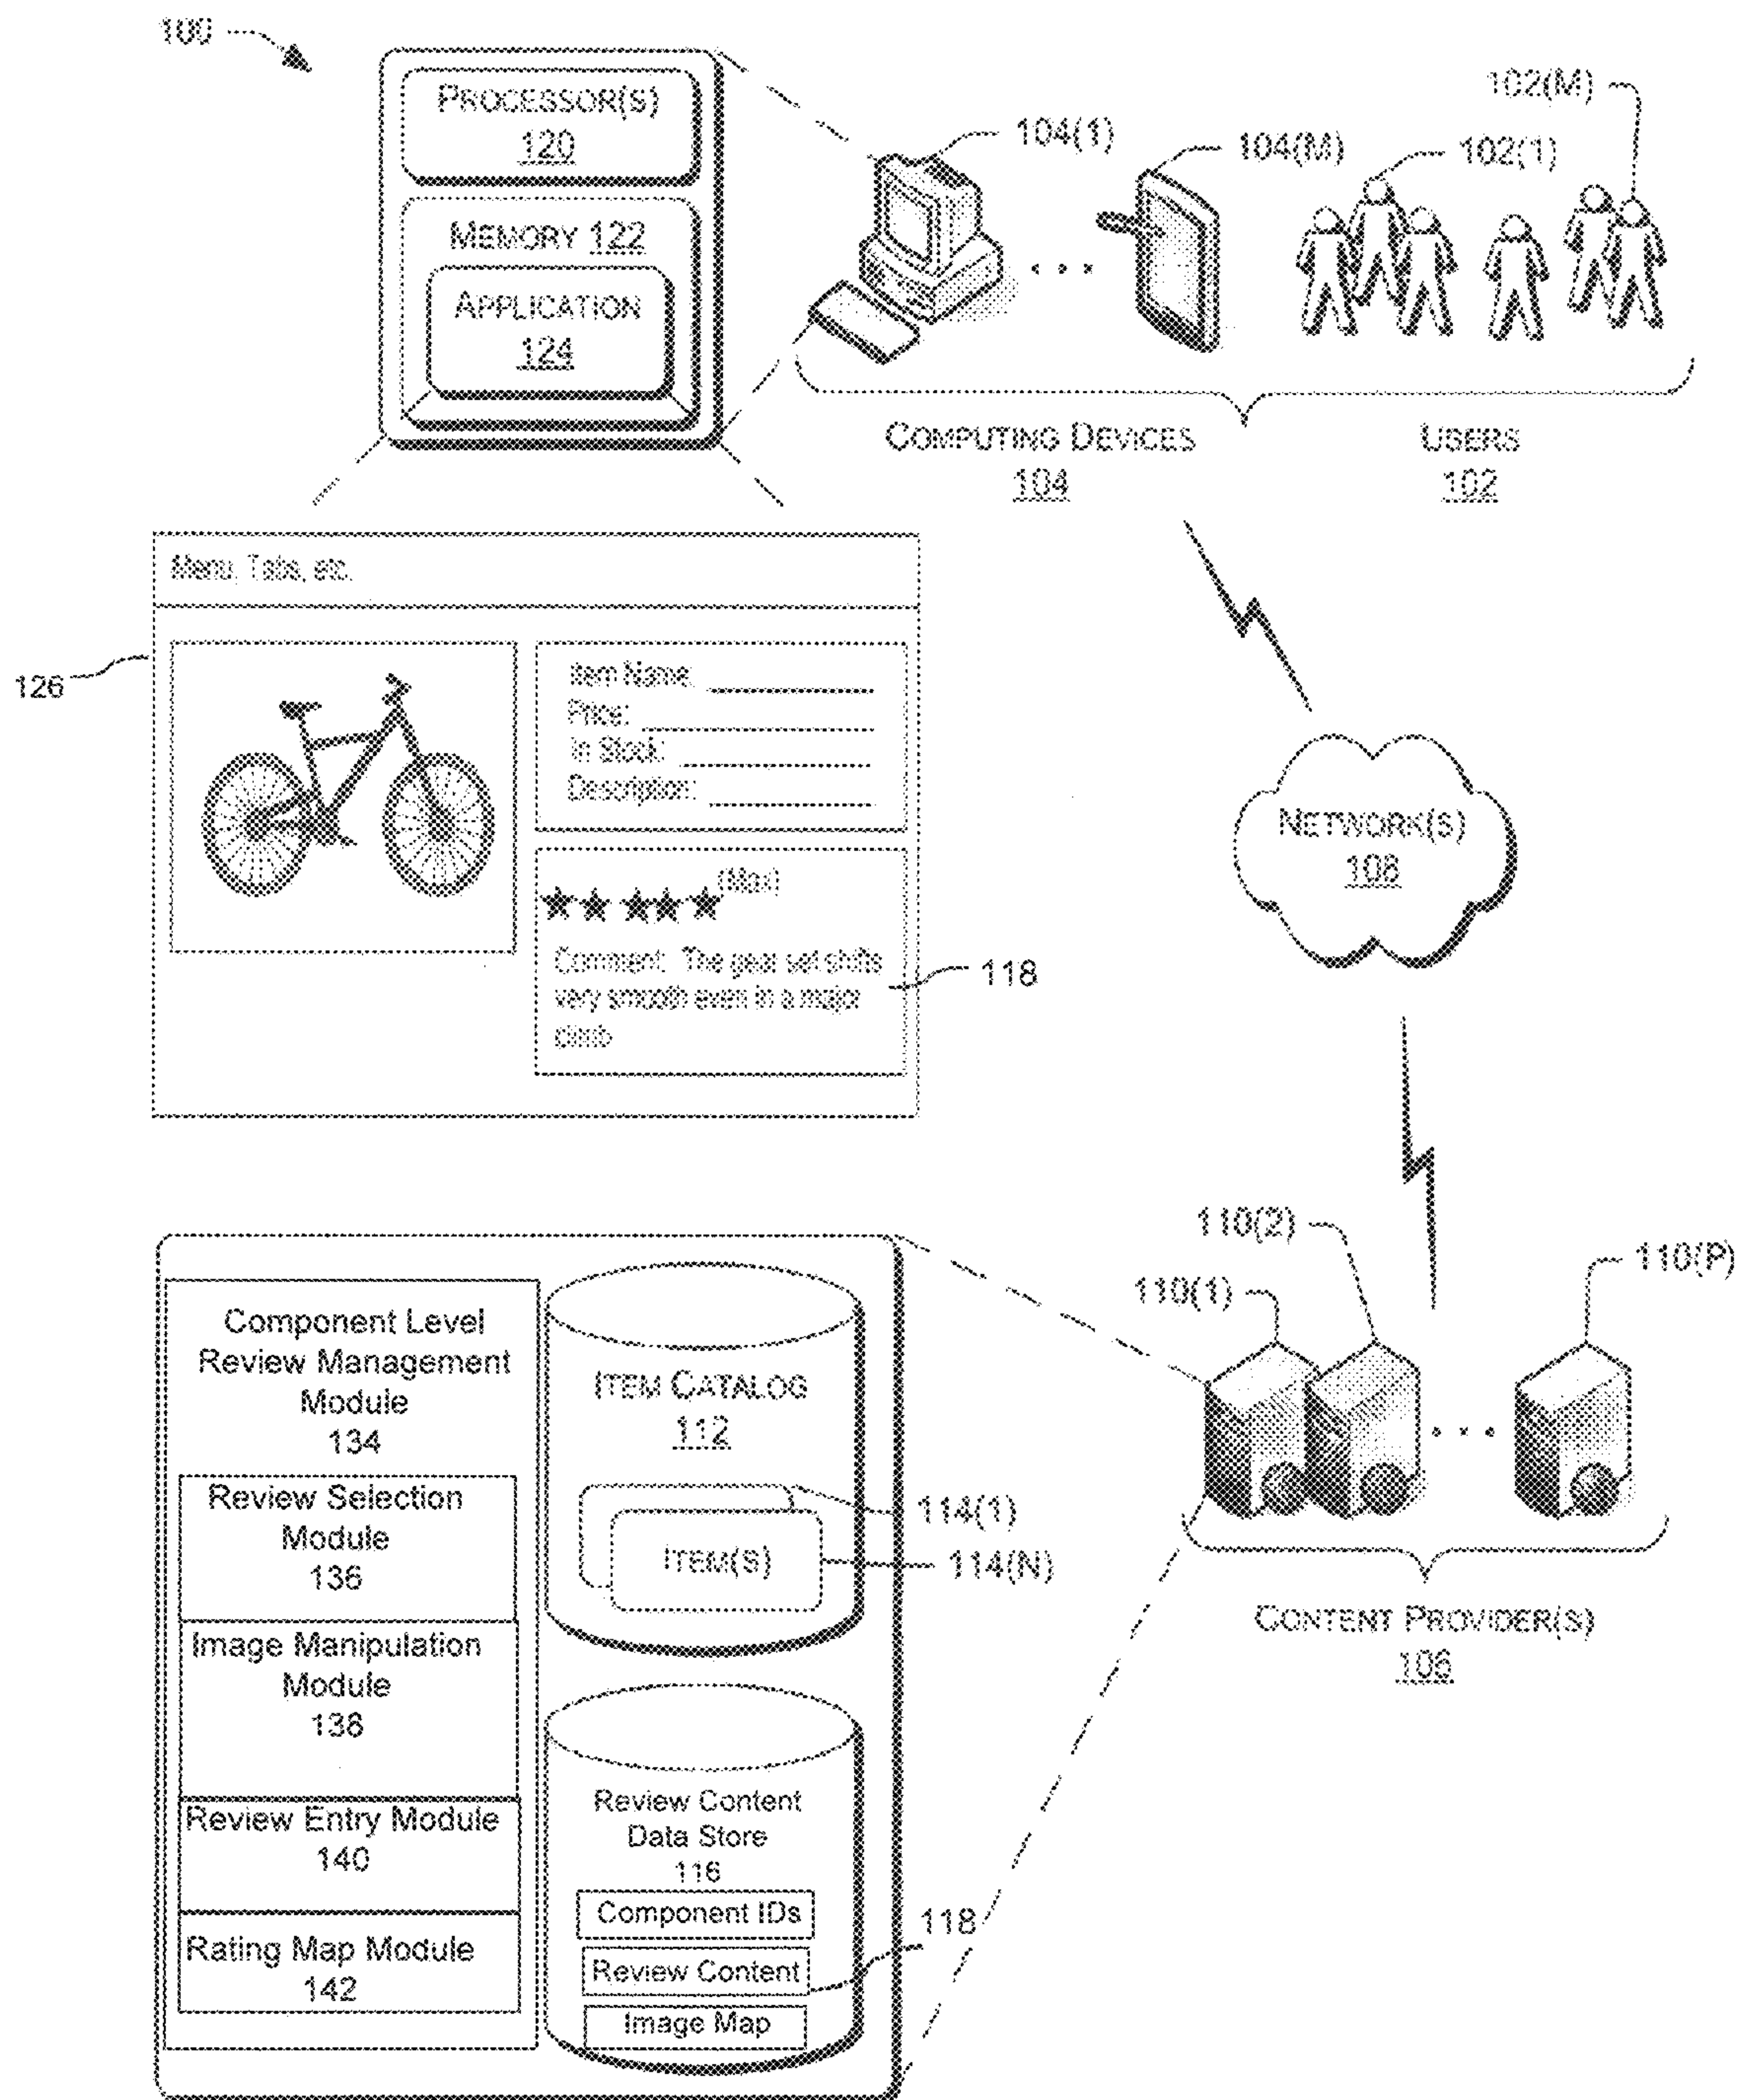 100
PROCESSOR(S)
120
MEMORY 122
APPLICATION
124
104(1)
104(M)
102(1)
102(M)
COMPUTING DEVICES
104
USERS
102
Menu, Tabs, etc.
126
Item Name:
Price:
In Stock:
Description:
(Max)
Comment: The gear set shifts
very smooth even in a major
climb
118
NETWORK(S)
108
110(1)
110(2)
110(P)
CONTENT PROVIDER(S)
106
Component Level
Review Management
Module
134
Review Selection
Module
136
Image Manipulation
Module
138
Review Entry Module
140
Rating Map Module
142
ITEM CATALOG
112
ITEM(S)
114(1)
114(N)
Review Content
Data Store
116
Component IDs
Review Content
Image Map
118